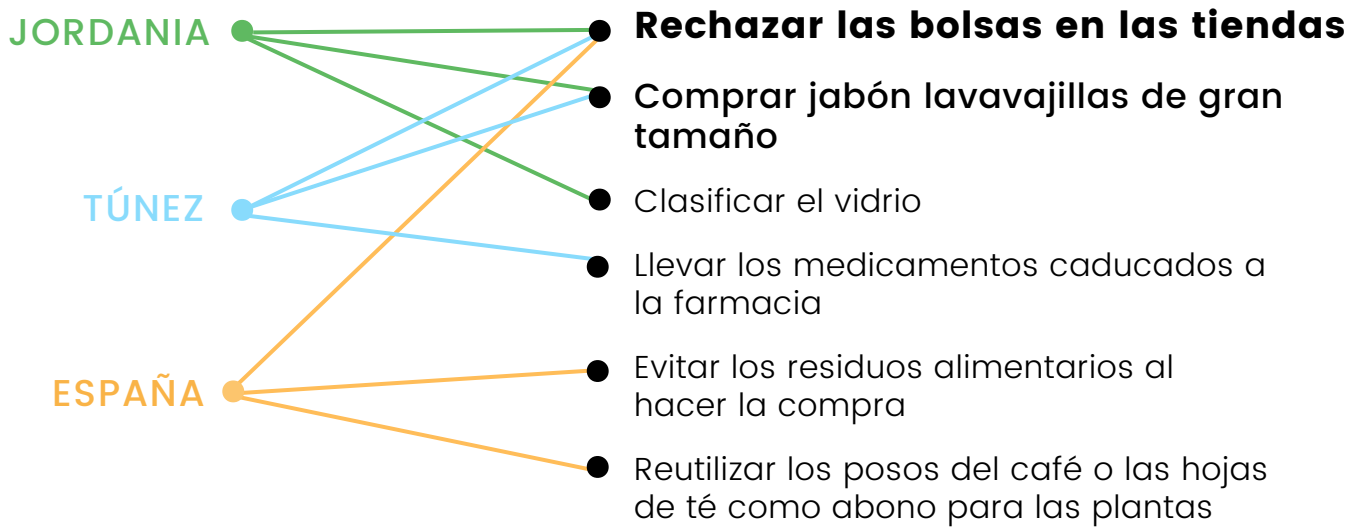 JORDANIA
Rechazar las bolsas en las tiendas
Comprar jabón lavavajillas de gran
tamaño
TÚNEZ
Clasificar el vidrio
Llevar los medicamentos caducados a
la farmacia
ESPAÑA
Evitar los residuos alimentarios al
hacer la compra
Reutilizar los posos del café o las hojas
de té como abono para las plantas